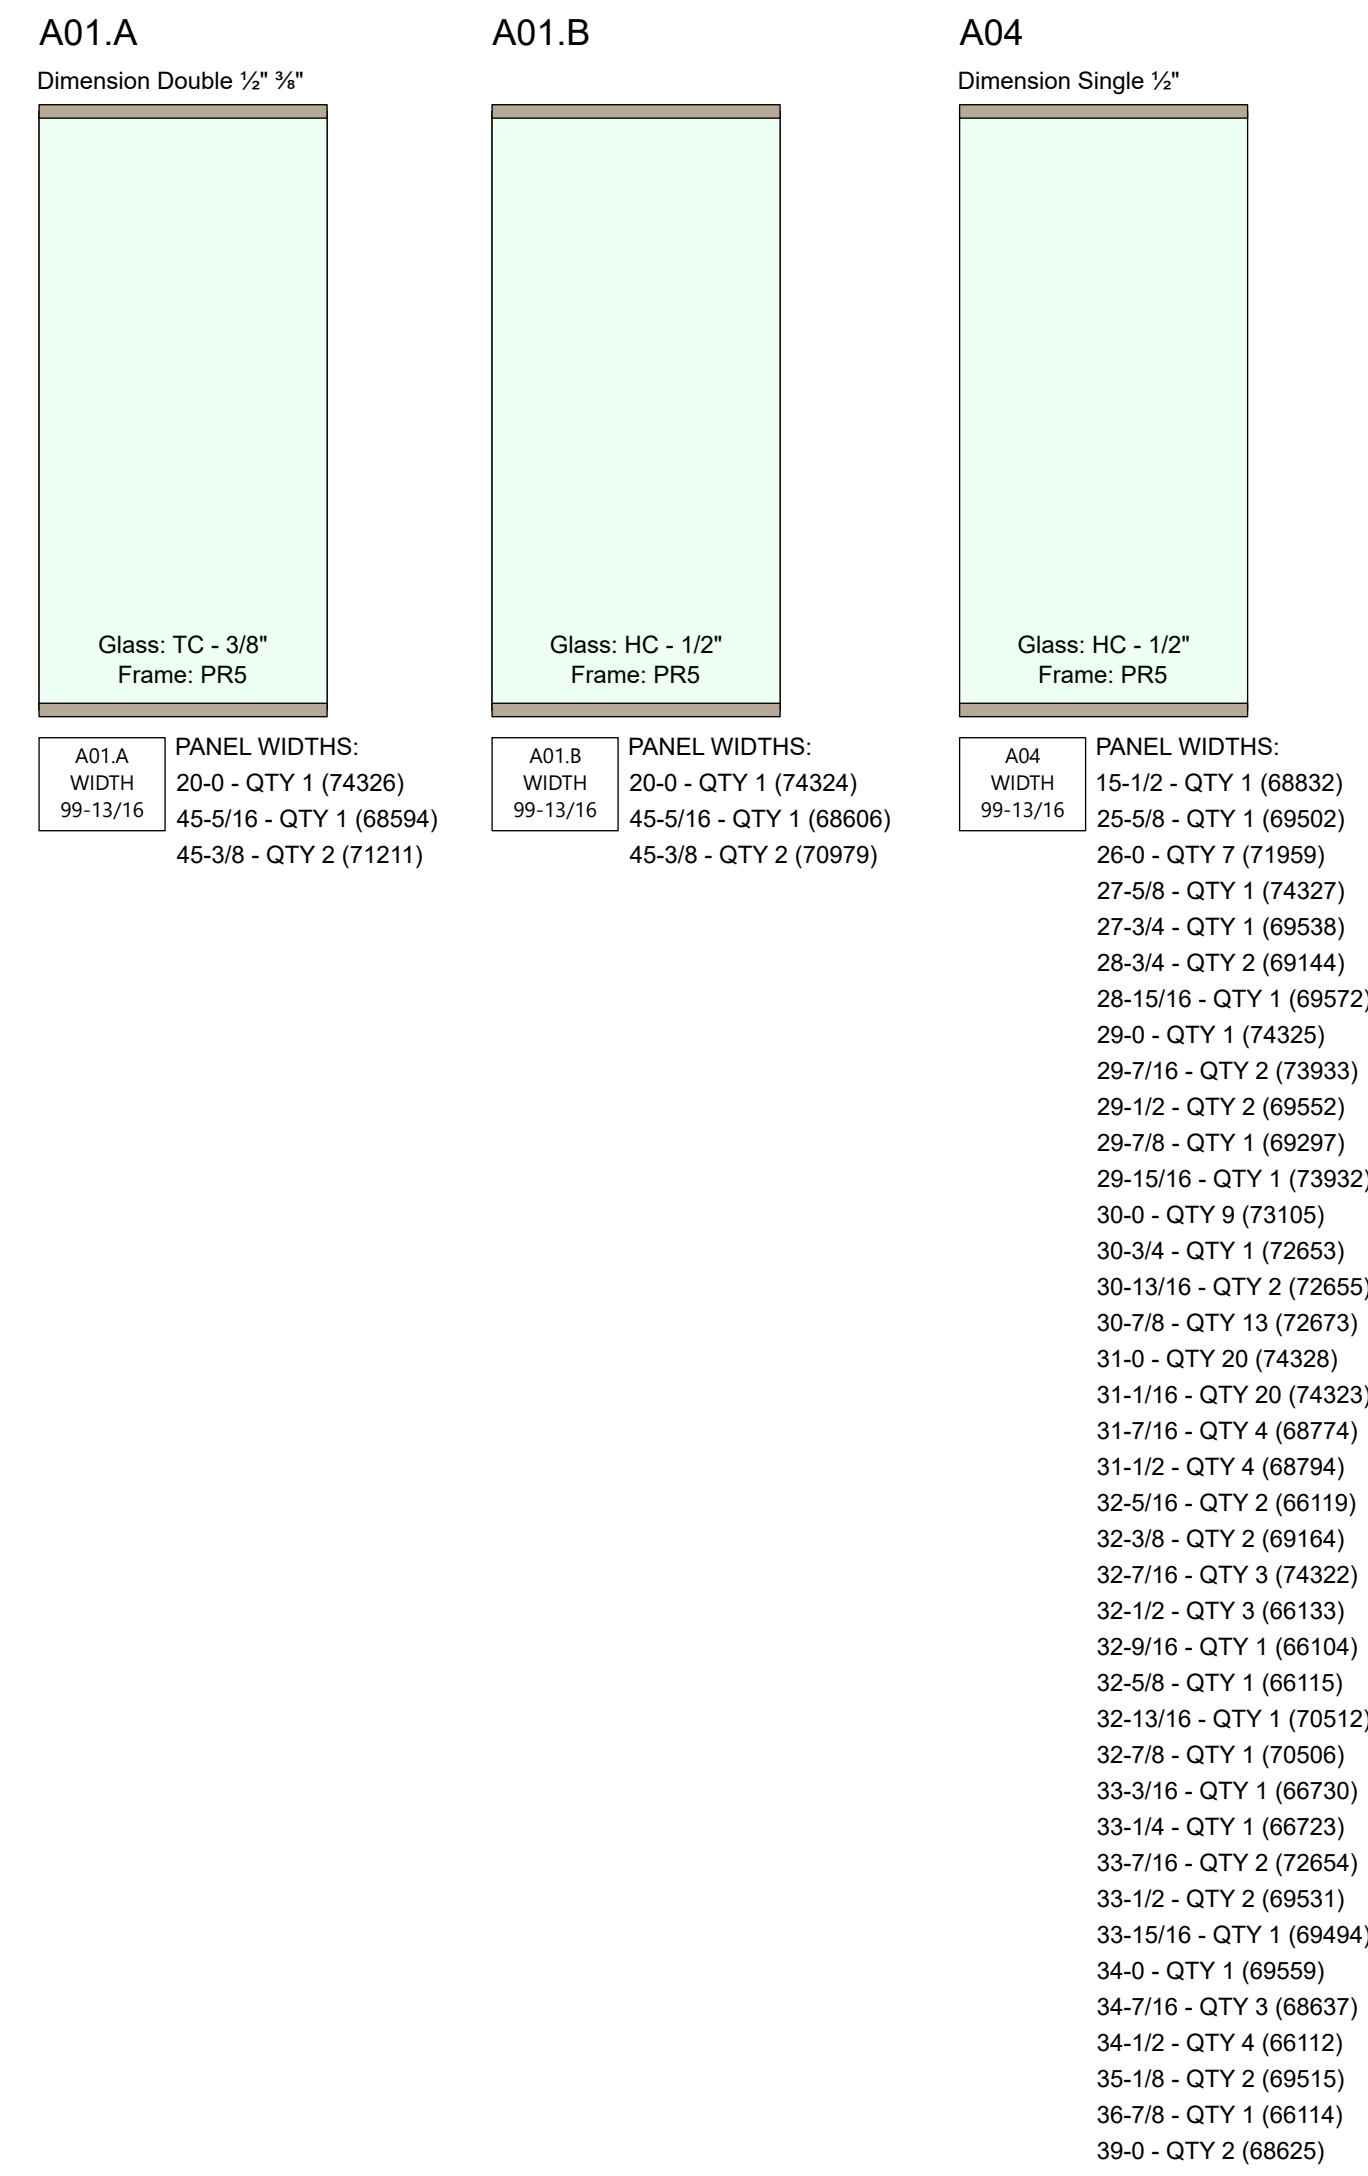 A01.A
Dimension Double ½" ⅜"
Glass: TC - 3/8"
Frame: PR5
A01.A
WIDTH
99-13/16
PANEL WIDTHS:
20-0 - QTY 1 (74326)
45-5/16 - QTY 1 (68594)
45-3/8 - QTY 2 (71211)
A01.B
Glass: HC - 1/2"
Frame: PR5
A01.B
WIDTH
99-13/16
PANEL WIDTHS:
20-0 - QTY 1 (74324)
45-5/16 - QTY 1 (68606)
45-3/8 - QTY 2 (70979)
A04
Dimension Single ½"
Glass: HC - 1/2"
Frame: PR5
A04
WIDTH
99-13/16
PANEL WIDTHS:
15-1/2 - QTY 1 (68832)
25-5/8 - QTY 1 (69502)
26-0 - QTY 7 (71959)
27-5/8 - QTY 1 (74327)
27-3/4 - QTY 1 (69538)
28-3/4 - QTY 2 (69144)
28-15/16 - QTY 1 (69572)
29-0 - QTY 1 (74325)
29-7/16 - QTY 2 (73933)
29-1/2 - QTY 2 (69552)
29-7/8 - QTY 1 (69297)
29-15/16 - QTY 1 (73932)
30-0 - QTY 9 (73105)
30-3/4 - QTY 1 (72653)
30-13/16 - QTY 2 (72655)
30-7/8 - QTY 13 (72673)
31-0 - QTY 20 (74328)
31-1/16 - QTY 20 (74323)
31-7/16 - QTY 4 (68774)
31-1/2 - QTY 4 (68794)
32-5/16 - QTY 2 (66119)
32-3/8 - QTY 2 (69164)
32-7/16 - QTY 3 (74322)
32-1/2 - QTY 3 (66133)
32-9/16 - QTY 1 (66104)
32-5/8 - QTY 1 (66115)
32-13/16 - QTY 1 (70512)
32-7/8 - QTY 1 (70506)
33-3/16 - QTY 1 (66730)
33-1/4 - QTY 1 (66723)
33-7/16 - QTY 2 (72654)
33-1/2 - QTY 2 (69531)
33-15/16 - QTY 1 (69494)
34-0 - QTY 1 (69559)
34-7/16 - QTY 3 (68637)
34-1/2 - QTY 4 (66112)
35-1/8 - QTY 2 (69515)
36-7/8 - QTY 1 (66114)
39-0 - QTY 2 (68625)